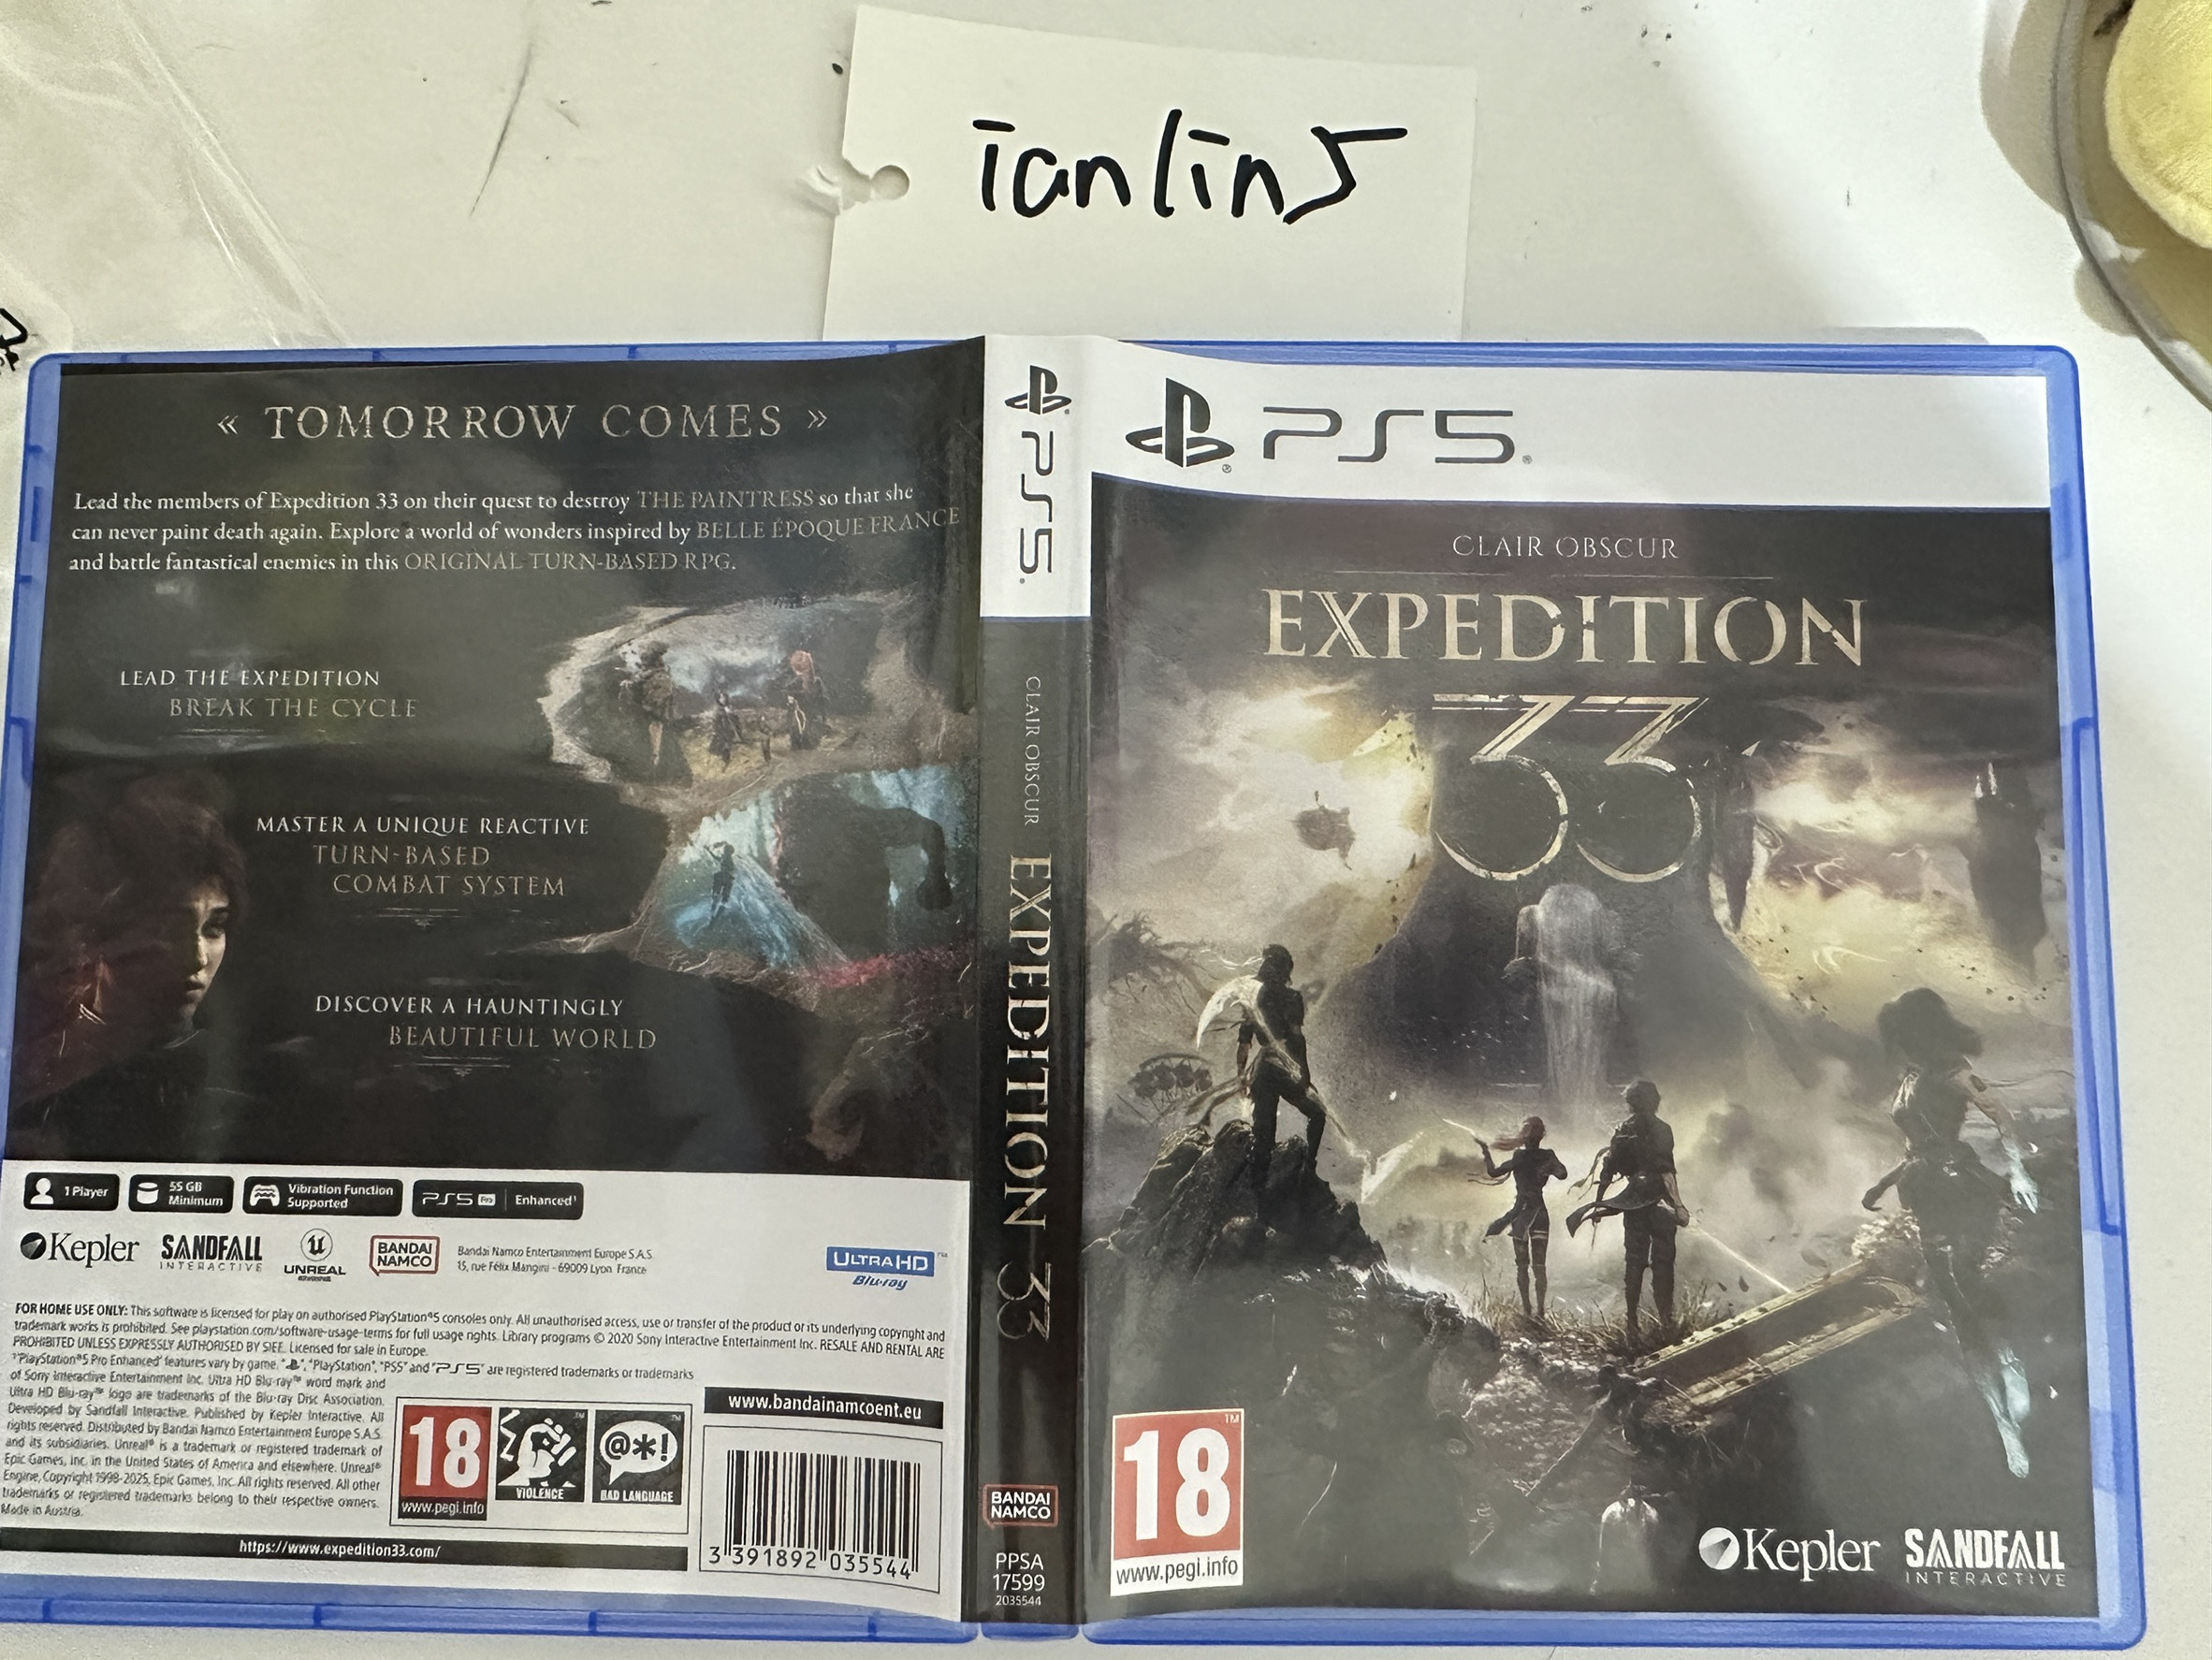 ianlin5
« TOMORROW COMES »
Lead the members of Expedition 33 on their quest to destroy THE PAINTRESS so that she
can never paint death again. Explore a world of wonders inspired by BELLE ÉPOQUE FRANCE
and battle fantastical enemies in this ORIGINAL TURN-BASED RPG.
LEAD THE EXPEDITION
BREAK THE CYCLE
MASTER A UNIQUE REACTIVE
TURN-BASED
COMBAT SYSTEM
DISCOVER A HAUNTINGLY
BEAUTIFUL WORLD
1 Player
55 GB
Minimum
Vibration Function
Supported
PS5 Pro Enhanced¹
Kepler
SANDFALL
INTERACTIVE
UNREAL
BANDAI
NAMCO
Bandai Namco Entertainment Europe S.A.S.
15, rue Félix Mangini - 69009 Lyon France
ULTRA HD
Blu-ray™
FOR HOME USE ONLY: This software is licensed for play on authorised PlayStation®5 consoles only. All unauthorised access, use or transfer of the product or its underlying copyright and
trademark works is prohibited. See playstation.com/software-usage-terms for full usage rights. Library programs © 2020 Sony Interactive Entertainment Inc. RESALE AND RENTAL ARE
PROHIBITED UNLESS EXPRESSLY AUTHORISED BY SIEE. Licensed for sale in Europe.
¹'PlayStation®5 Pro Enhanced' features vary by game. "PlayStation", "PS5" and "PS5" are registered trademarks or trademarks
of Sony Interactive Entertainment Inc. Ultra HD Blu-ray™ word mark and
Ultra HD Blu-ray™ logo are trademarks of the Blu-ray Disc Association.
Developed by Sandfall Interactive. Published by Kepler Interactive. All
rights reserved. Distributed by Bandai Namco Entertainment Europe S.A.S.
and its subsidiaries. Unreal® is a trademark or registered trademark of
Epic Games, Inc. in the United States of America and elsewhere. Unreal®
Engine, Copyright 1998-2025, Epic Games, Inc. All rights reserved. All other
trademarks or registered trademarks belong to their respective owners.
Made in Austria.
18
www.pegi.info
VIOLENCE
@*!
BAD LANGUAGE
www.bandainamcoent.eu
3 391892 035544
https://www.expedition33.com/
PS5®
CLAIR OBSCUR
EXPEDITION 33
BANDAI
NAMCO
PPSA
17599
2035544
PS5®
CLAIR OBSCUR
EXPEDITION
33
18
www.pegi.info
Kepler
SANDFALL
INTERACTIVE